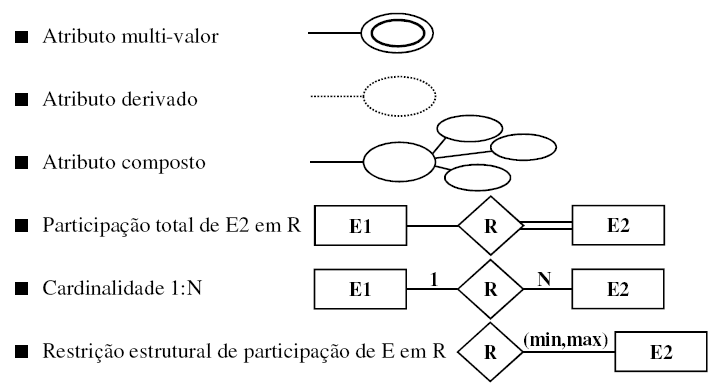 Atributo multi-valor
Atributo derivado
Atributo composto
Participação total de E2 em R E1 R E2
Cardinalidade 1:N E1 1 R N E2
Restrição estrutural de participação de E em R R (min,max) E2